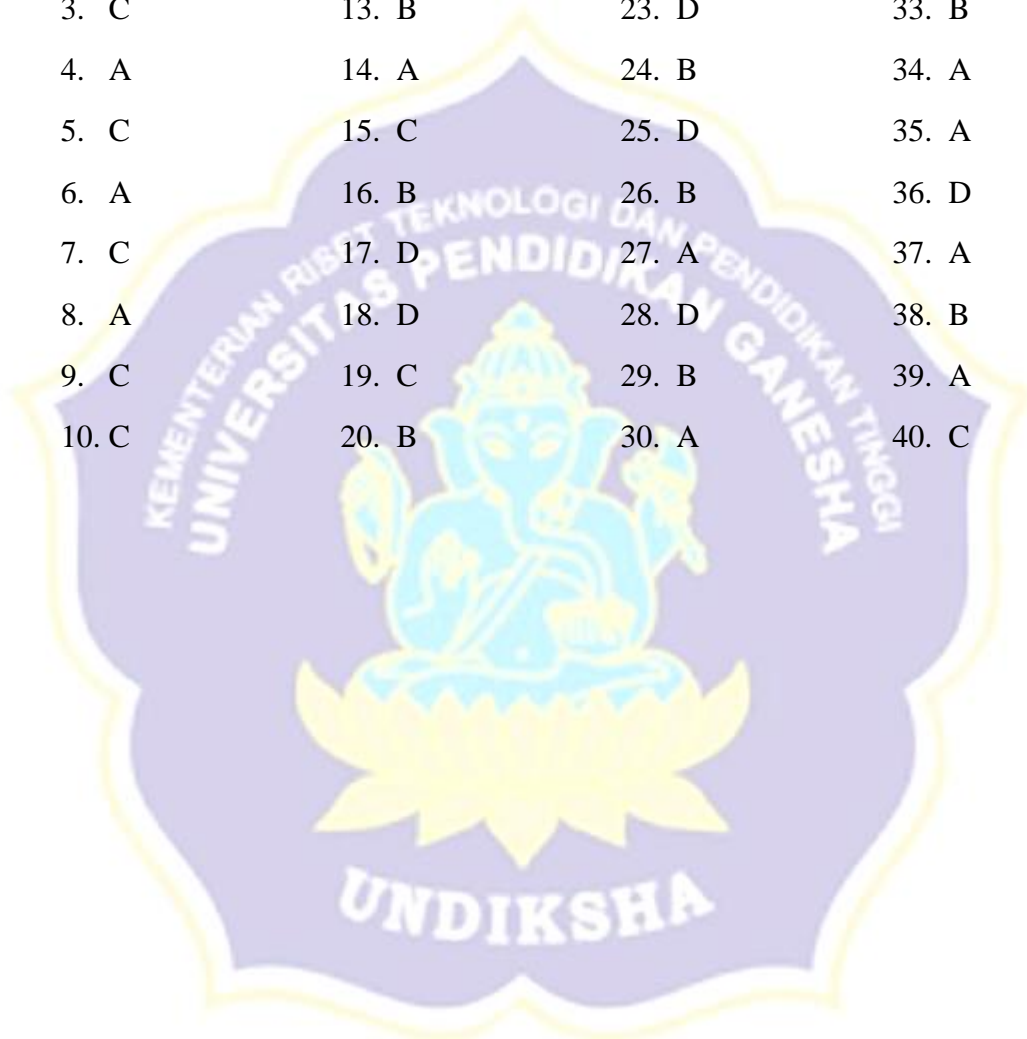 3. C 13. B 23. D 33. B
4. A 14. A 24. B 34. A
5. C 15. C 25. D 35. A
6. A 16. B 26. B 36. D
7. C 17. D 27. A 37. A
8. A 18. D 28. D 38. B
9. C 19. C 29. B 39. A
10. C 20. B 30. A 40. C
KEMENTERIAN RISET TEKNOLOGI DAN PENDIDIKAN TINGGI
UNIVERSITAS PENDIDIKAN GANESHA
UNDIKSHA